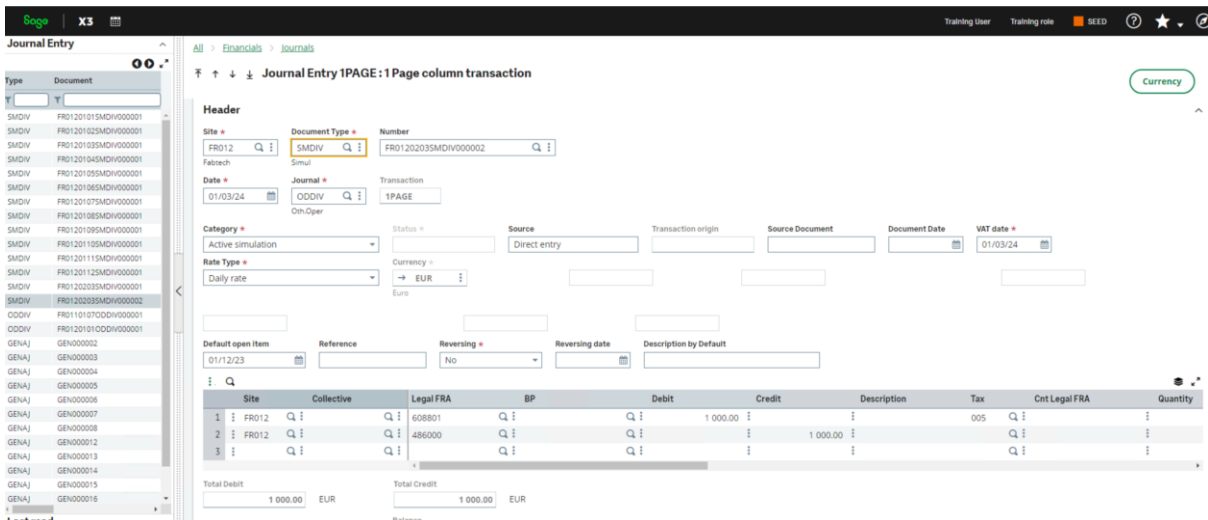 Sage X3 Training User Training role SEED
Journal Entry
Type Document
SMDIV FR0120101SMDIV000001
SMDIV FR0120102SMDIV000001
SMDIV FR0120103SMDIV000001
SMDIV FR0120104SMDIV000001
SMDIV FR0120105SMDIV000001
SMDIV FR0120106SMDIV000001
SMDIV FR0120107SMDIV000001
SMDIV FR0120108SMDIV000001
SMDIV FR0120109SMDIV000001
SMDIV FR0120110SMDIV000001
SMDIV FR0120111SMDIV000001
SMDIV FR0120112SMDIV000001
SMDIV FR0120203SMDIV000001
SMDIV FR0120203SMDIV000002
ODDIV FR0110107ODDIV000001
ODDIV FR0120101ODDIV000001
GENAJ GEN000002
GENAJ GEN000003
GENAJ GEN000004
GENAJ GEN000005
GENAJ GEN000006
GENAJ GEN000007
GENAJ GEN000008
GENAJ GEN000012
GENAJ GEN000013
GENAJ GEN000014
GENAJ GEN000015
GENAJ GEN000016
All > Financials > Journals
Journal Entry 1PAGE : 1 Page column transaction
Currency
Header
Site * Document Type * Number
FR012 SMDIV FR0120203SMDIV000002
Fabtech Simul
Date * Journal * Transaction
01/03/24 ODDIV 1PAGE
Oth.Oper
Category * Status * Source Transaction origin Source Document Document Date VAT date *
Active simulation Direct entry 01/03/24
Rate Type * Currency *
Daily rate → EUR
Euro
Default open item Reference Reversing * Reversing date Description by Default
01/12/23 No
Site Collective Legal FRA BP Debit Credit Description Tax Cnt Legal FRA Quantity
1 FR012 608801 1 000.00 005
2 FR012 486000 1 000.00
3
Total Debit Total Credit
1 000.00 EUR 1 000.00 EUR